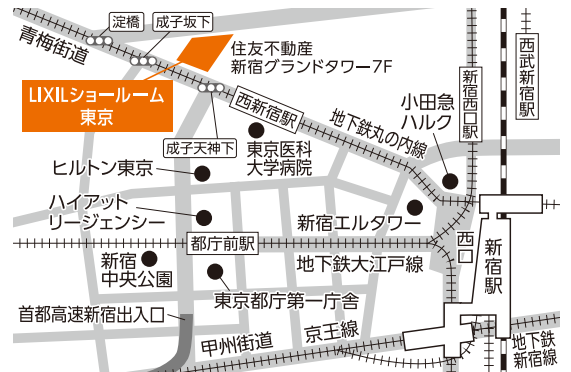 淀橋
成子坂下
青梅街道
住友不動産
新宿グランドタワー7F
LIXILショールーム
東京
西新宿駅
成子天神下
東京医科
大学病院
地下鉄丸の内線
小田急
ハルク
新宿西口駅
西武新宿駅
ヒルトン東京
ハイアット
リージェンシー
新宿エルタワー
都庁前駅
地下鉄大江戸線
西口
新宿駅
新宿
中央公園
東京都庁第一庁舎
首都高速新宿出入口
甲州街道
京王線
地下鉄
新宿線